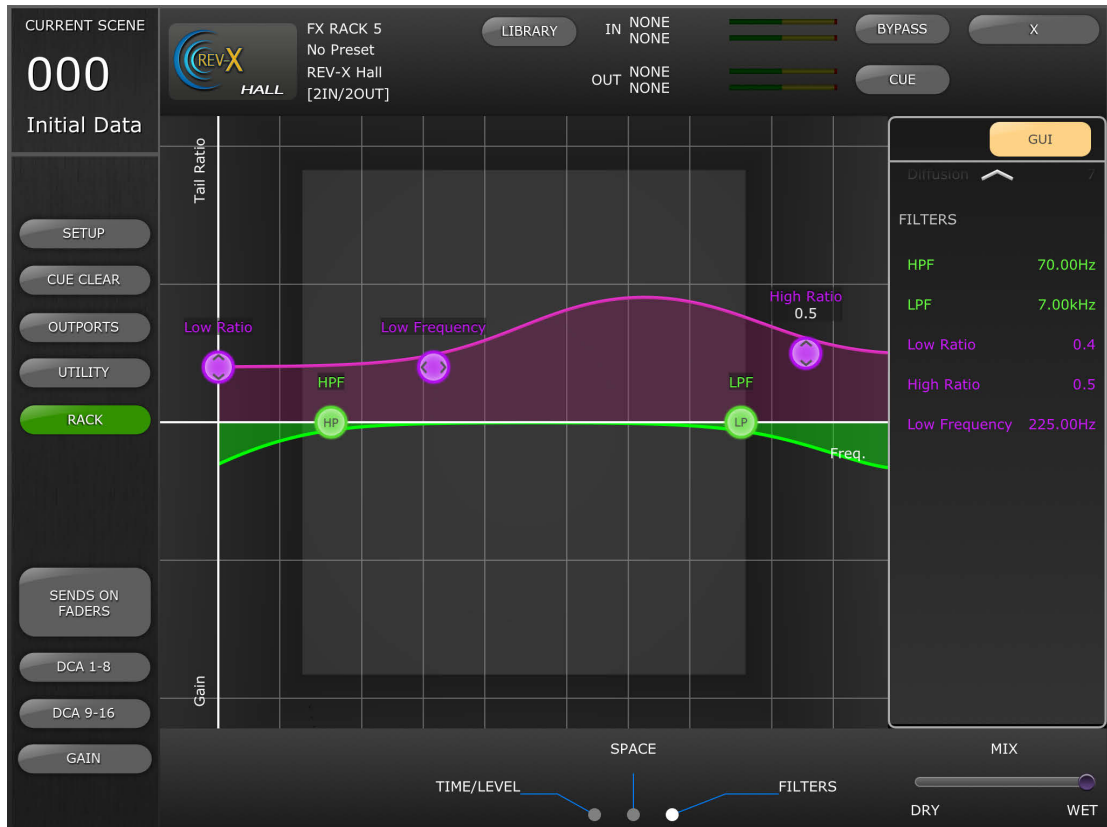 CURRENT SCENE
000
Initial Data
SETUP
CUE CLEAR
OUTPORTS
UTILITY
RACK
SENDS ON
FADERS
DCA 1-8
DCA 9-16
GAIN
REV-X
HALL
FX RACK 5
No Preset
REV-X Hall
[2IN/2OUT]
LIBRARY
IN NONE
NONE
OUT NONE
NONE
BYPASS
X
CUE
Tail Ratio
Low Ratio
Low Frequency
High Ratio
0.5
HPF
LPF
HP
LP
Freq.
Gain
GUI
Diffusion 7
FILTERS
HPF 70.00Hz
LPF 7.00kHz
Low Ratio 0.4
High Ratio 0.5
Low Frequency 225.00Hz
SPACE
TIME/LEVEL
FILTERS
MIX
DRY WET